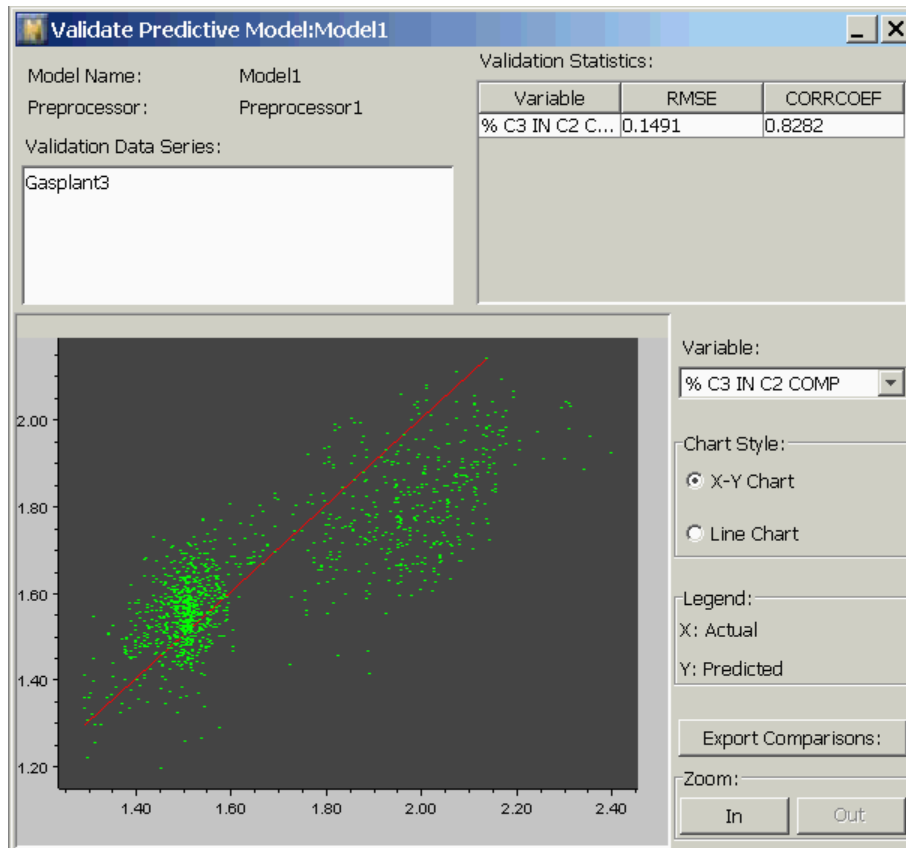 Validate Predictive Model:Model1
Model Name: Model1
Preprocessor: Preprocessor1
Validation Data Series:
Gasplant3
Validation Statistics:
Variable RMSE CORRCOEF
% C3 IN C2 C... 0.1491 0.8282
2.00
1.80
1.60
1.40
1.20
1.40 1.60 1.80 2.00 2.20 2.40
Variable:
% C3 IN C2 COMP
Chart Style:
X-Y Chart
Line Chart
Legend:
X: Actual
Y: Predicted
Export Comparisons:
Zoom:
In Out